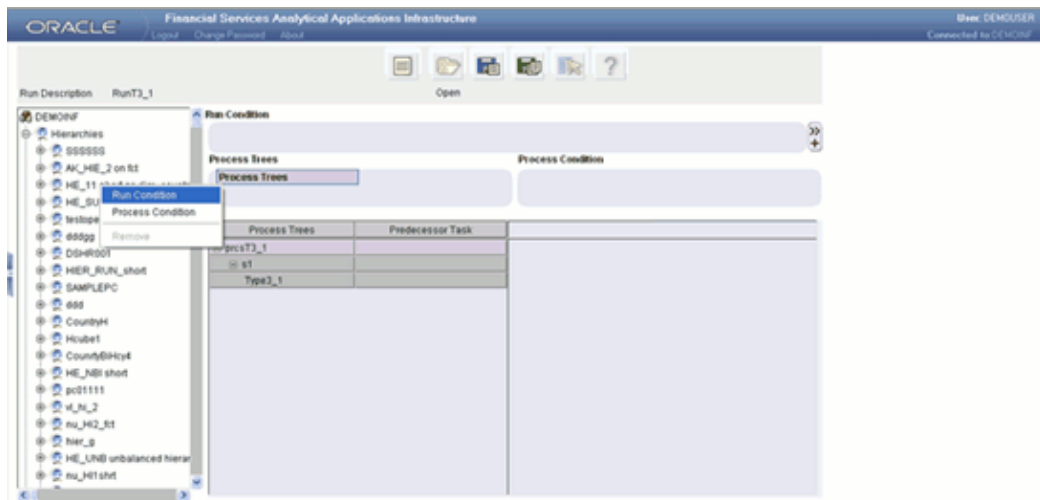 ORACLE
Financial Services Analytical Applications Infrastructure
Logout Change Password About
User: DEMOUSER
Connected to: DEMOINF
Run Description RunT3_1
Open
DEMOINF
Hierarchies
SSSSSS
AK_HIE_2 on fct
HE_11
HE_SU
testope
dddgg
DSHR001
HIER_RUN_short
SAMPLEPC
ddd
CountryH
Hcube1
CountyBiHcy4
HE_NBI short
pc01111
vl_hi_2
nu_Hi2_fct
hier_g
HE_UNB unbalanced hierar
nu_HI1shrt
Run Condition
Process Condition
Remove
Run Condition
Process Trees
Process Condition
Process Trees
Process Trees Predecessor Task
prcsT3_1
s1
Type3_1